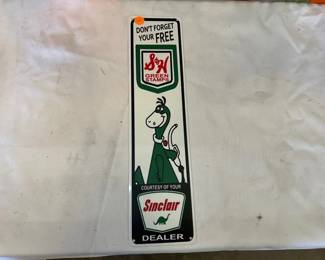 DON'T FORGET
YOUR FREE
S&H
GREEN
STAMPS
COURTESY OF YOUR
Sinclair
DEALER